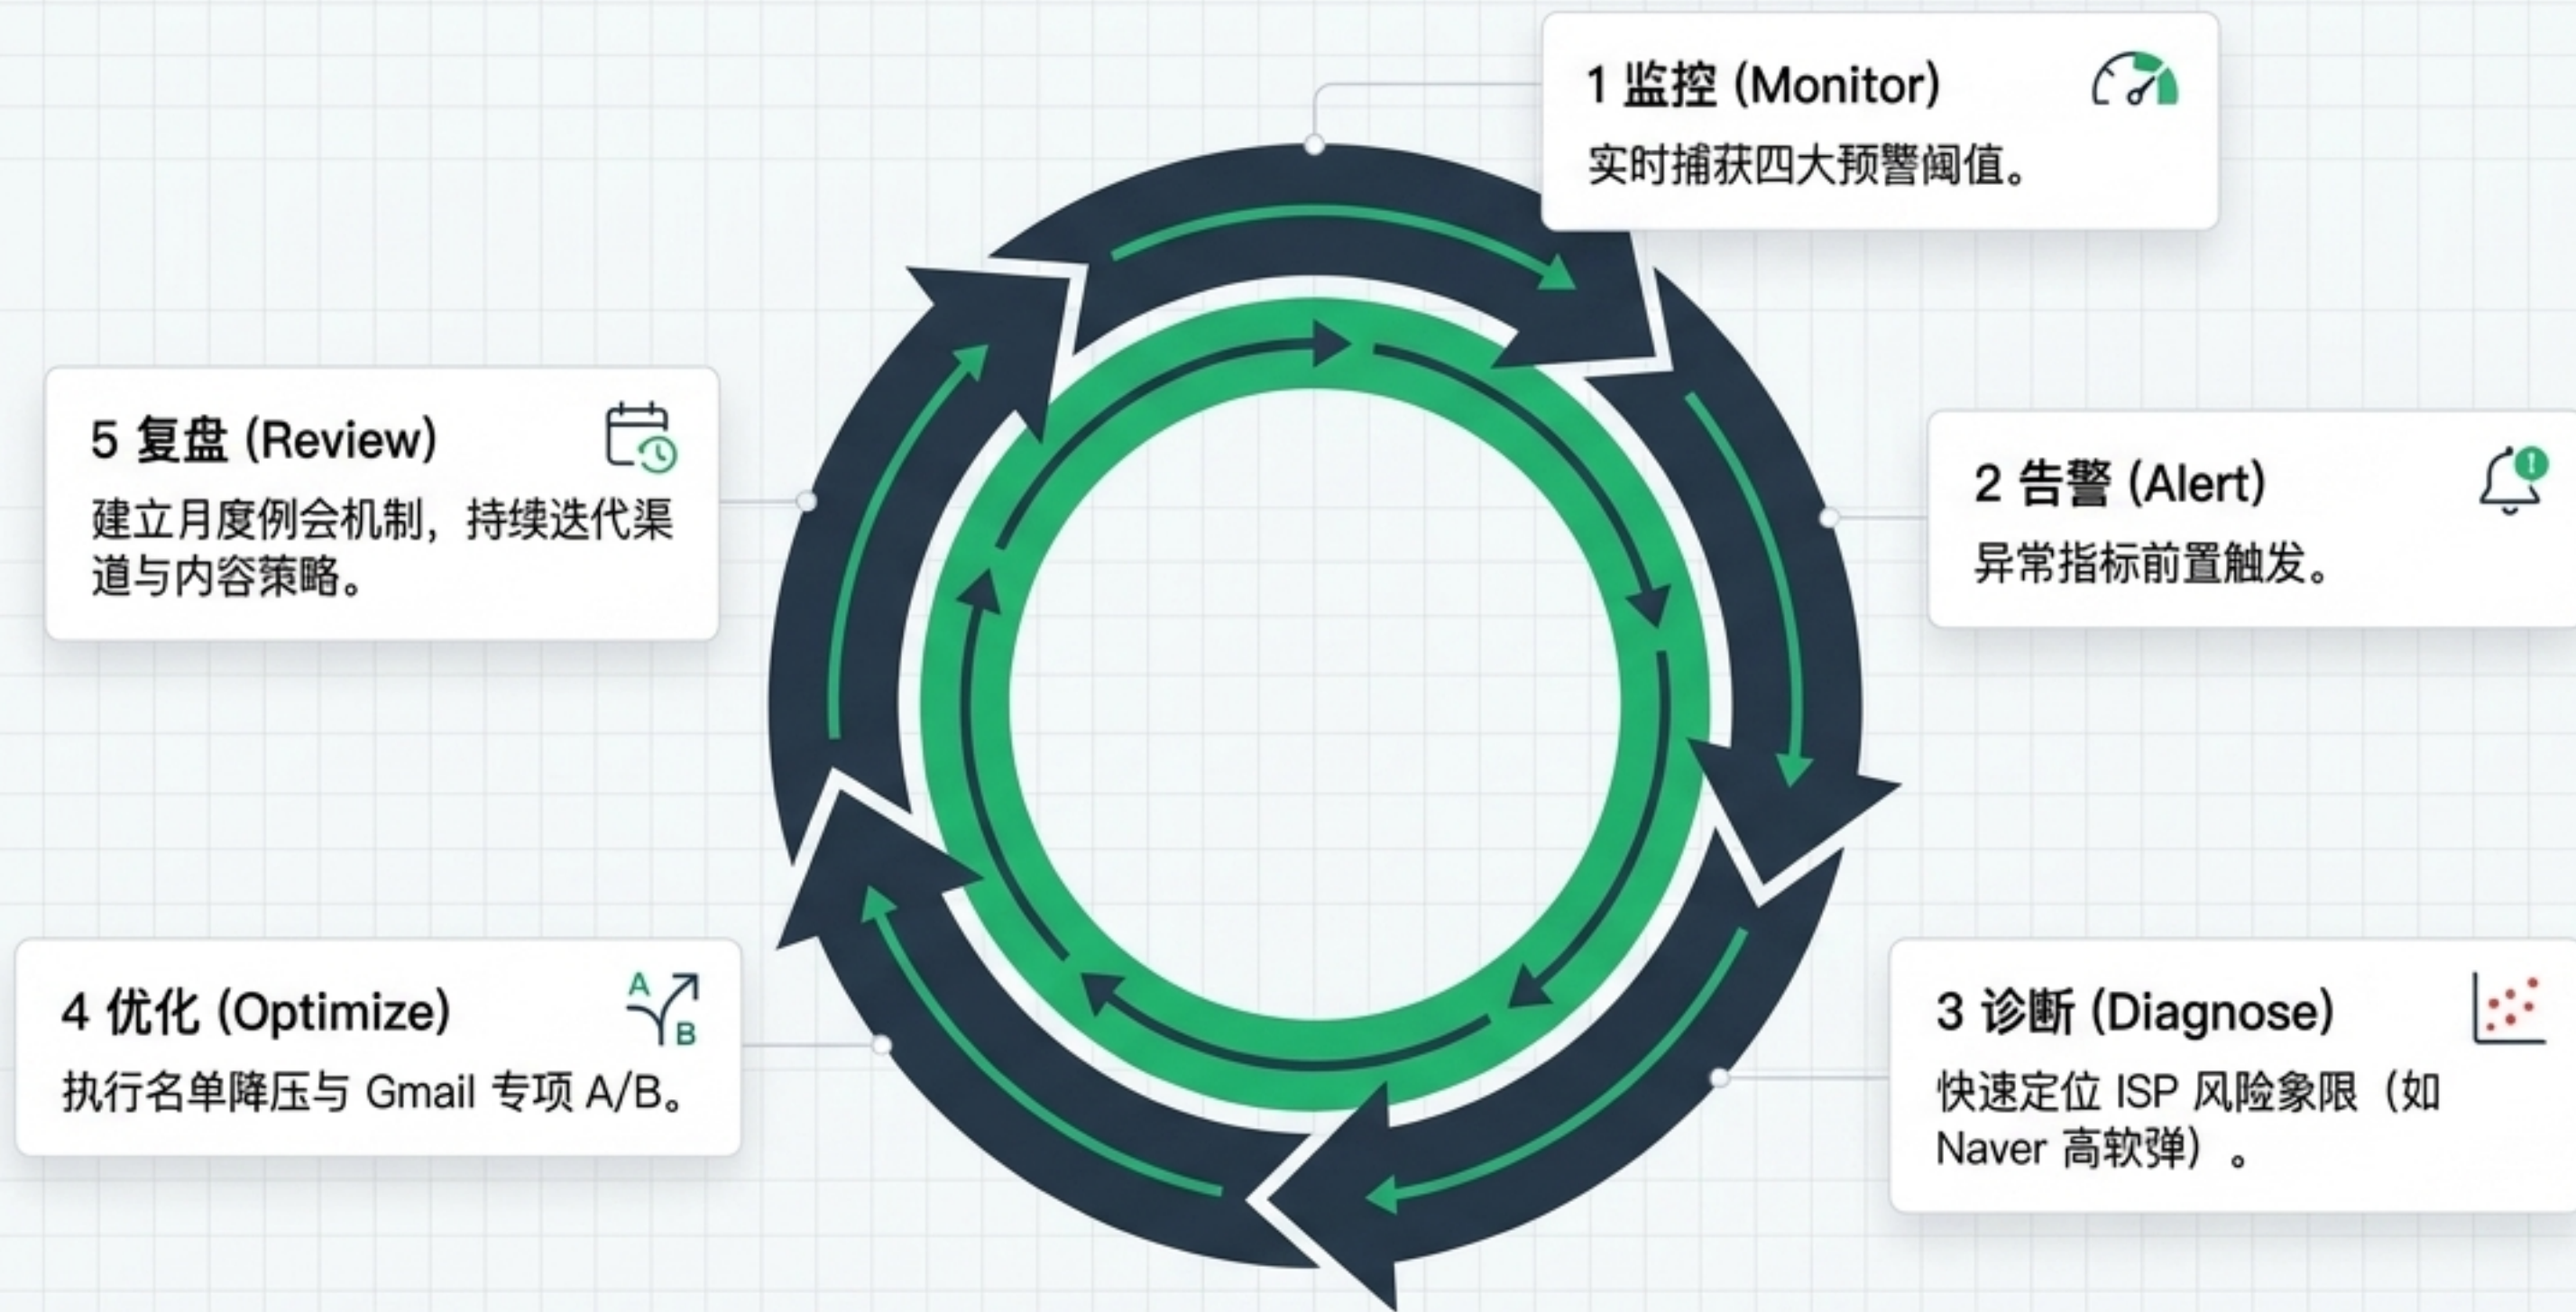 1 监控 (Monitor)
实时捕获四大预警阈值。
2 告警 (Alert)
异常指标前置触发。
3 诊断 (Diagnose)
快速定位 ISP 风险象限（如
Naver 高软弹）。
4 优化 (Optimize)
A
B
执行名单降压与 Gmail 专项 A/B。
5 复盘 (Review)
建立月度例会机制，持续迭代渠
道与内容策略。